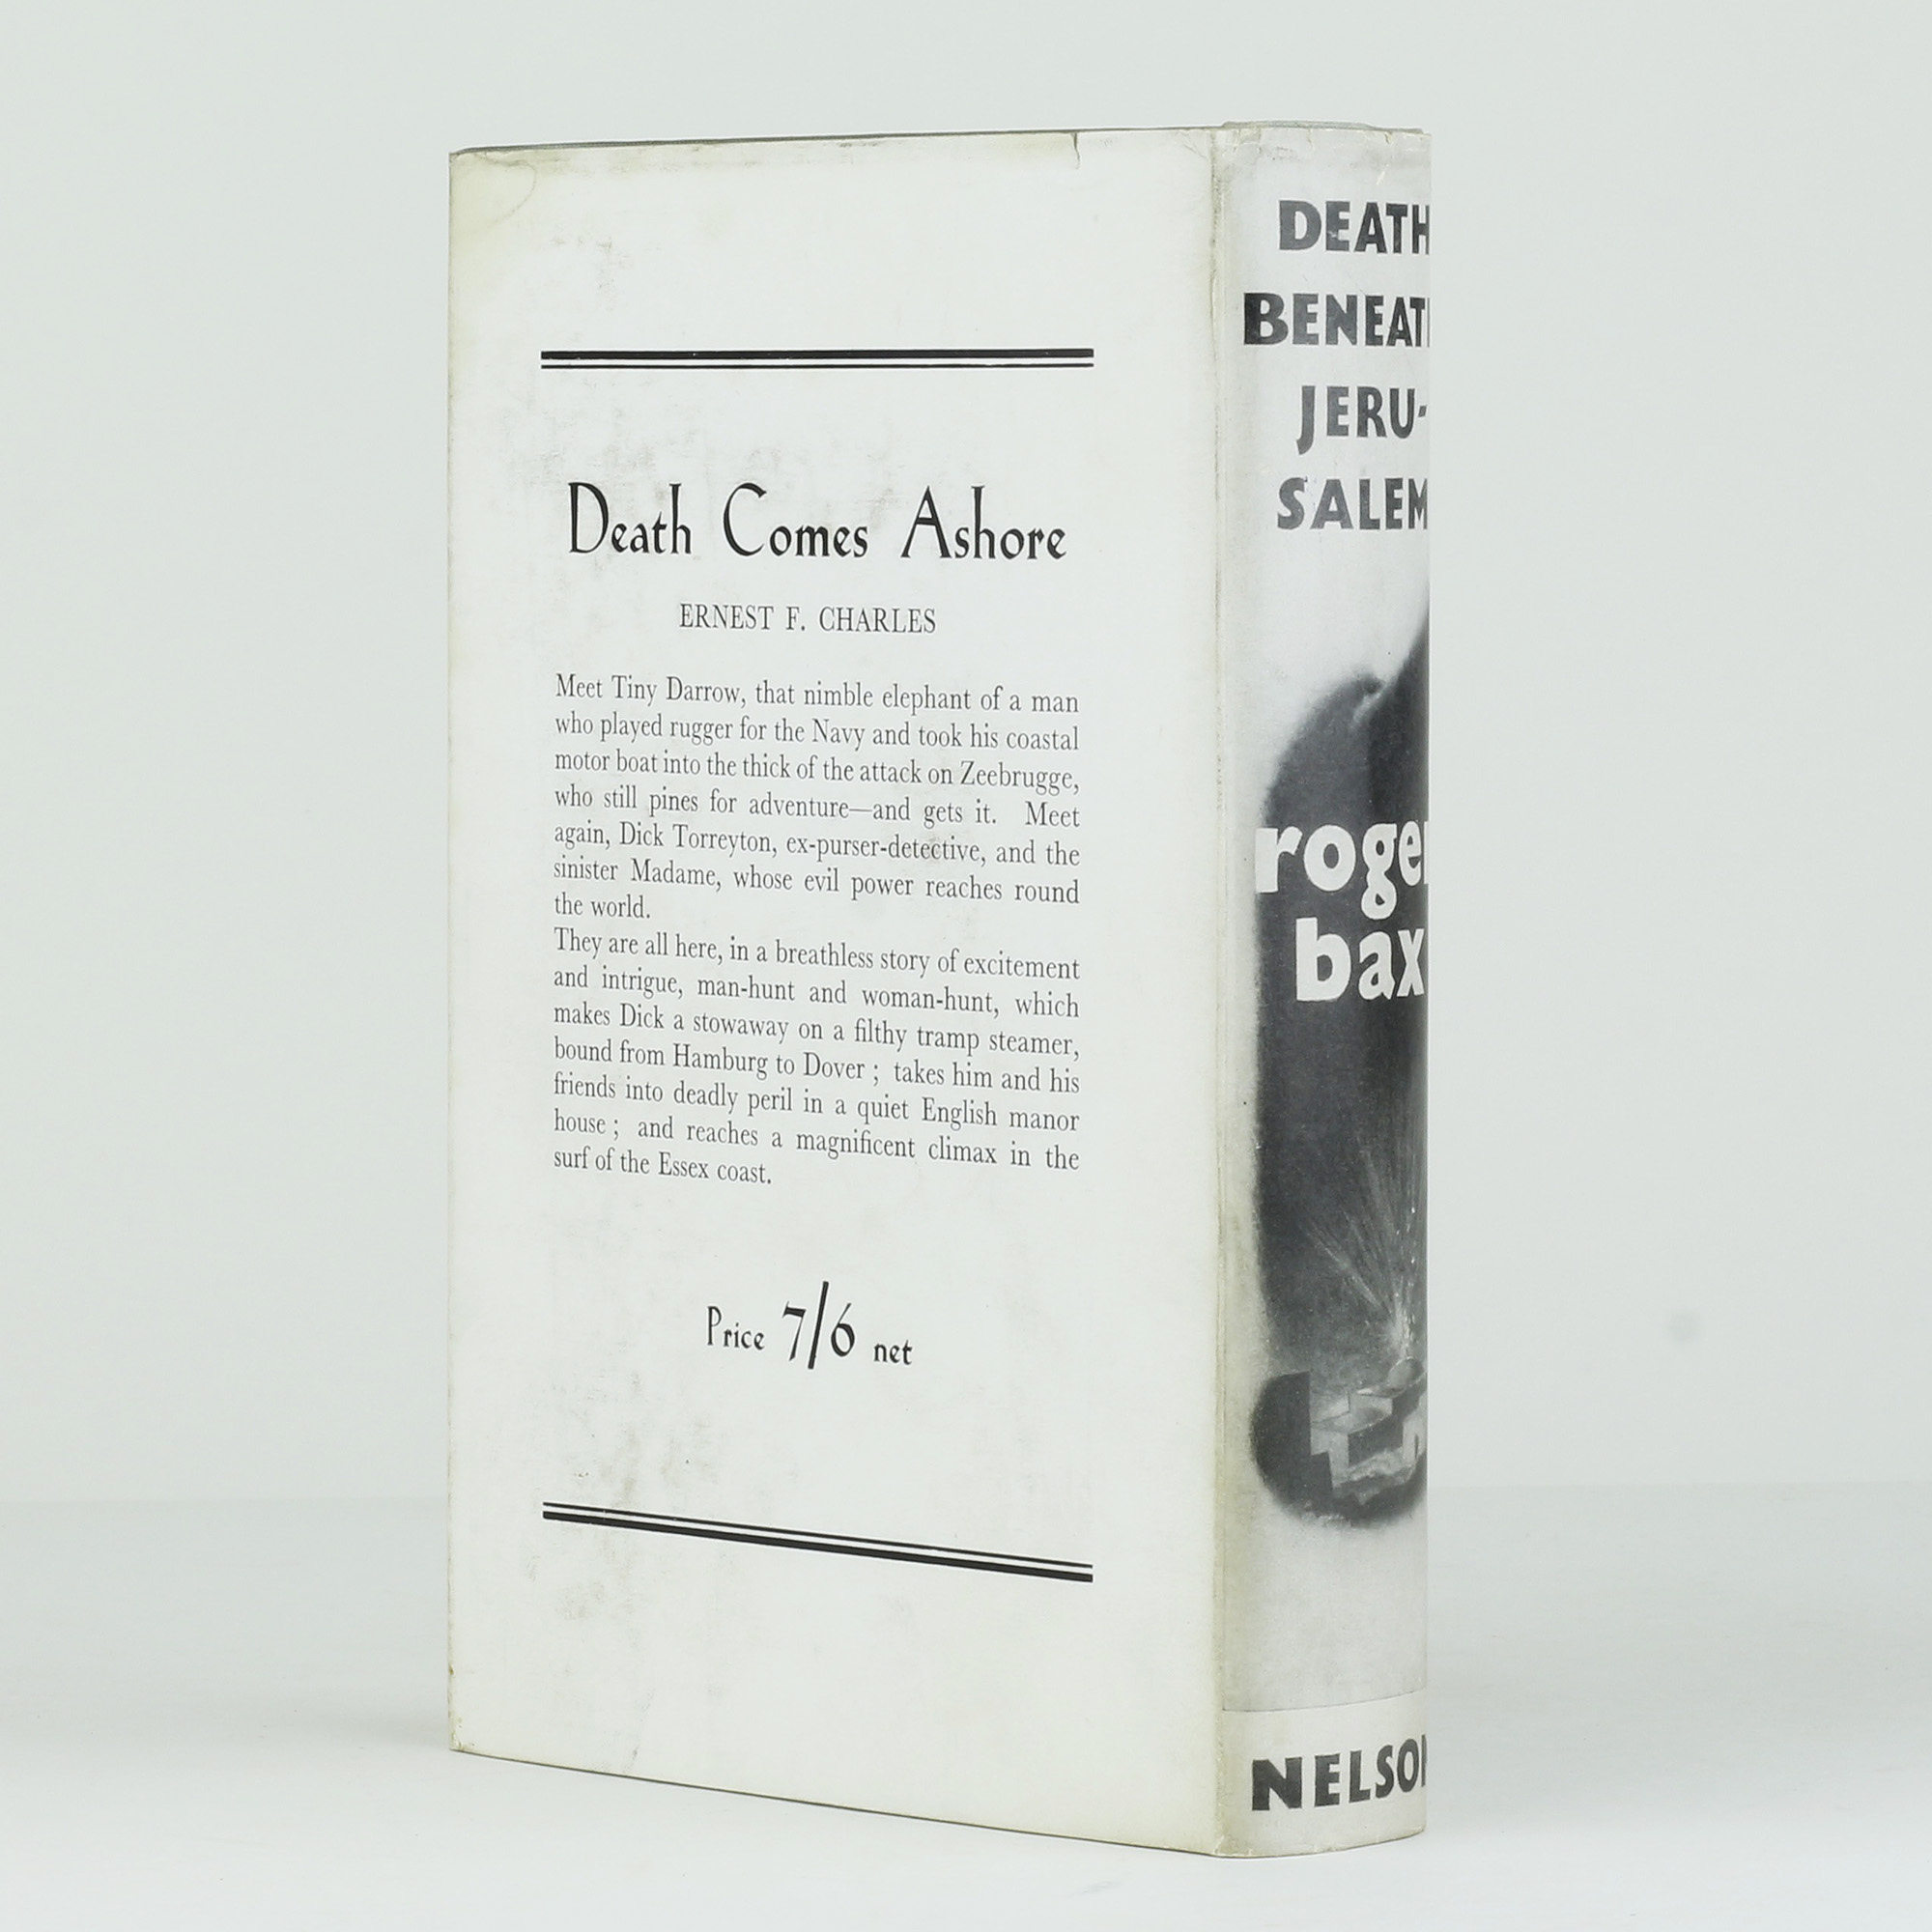 Death Comes Ashore
ERNEST F. CHARLES
Meet Tiny Darrow, that nimble elephant of a man
who played rugger for the Navy and took his coastal
motor boat into the thick of the attack on Zeebrugge,
who still pines for adventure—and gets it. Meet
again, Dick Torreyton, ex-purser-detective, and the
sinister Madame, whose evil power reaches round
the world.
They are all here, in a breathless story of excitement
and intrigue, man-hunt and woman-hunt, which
makes Dick a stowaway on a filthy tramp steamer,
bound from Hamburg to Dover ; takes him and his
friends into deadly peril in a quiet English manor
house ; and reaches a magnificent climax in the
surf of the Essex coast.
Price 7/6 net
DEATH
BENEATH
JERU-
SALEM
roger
bax
NELSON